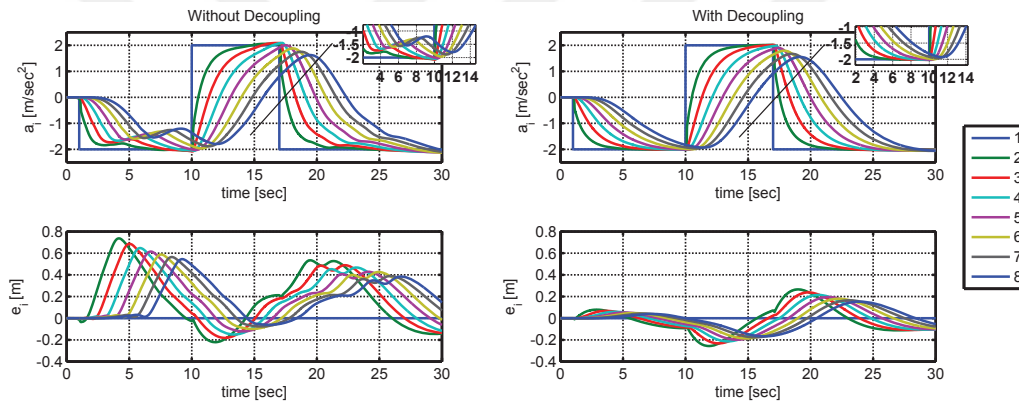 Without Decoupling
-1
-1.5
-2
4 6 8 10 12 14
2
1
0
-1
-2
a_i [m/sec²]
0 5 10 15 20 25 30
time [sec]
0.8
0.6
0.4
0.2
0
-0.2
-0.4
e_i [m]
0 5 10 15 20 25 30
time [sec]
With Decoupling
-1
-1.5
-2
2 4 6 8 10 12 14
2
1
0
-1
-2
a_i [m/sec²]
0 5 10 15 20 25 30
time [sec]
0.8
0.6
0.4
0.2
0
-0.2
-0.4
e_i [m]
0 5 10 15 20 25 30
time [sec]
1
2
3
4
5
6
7
8